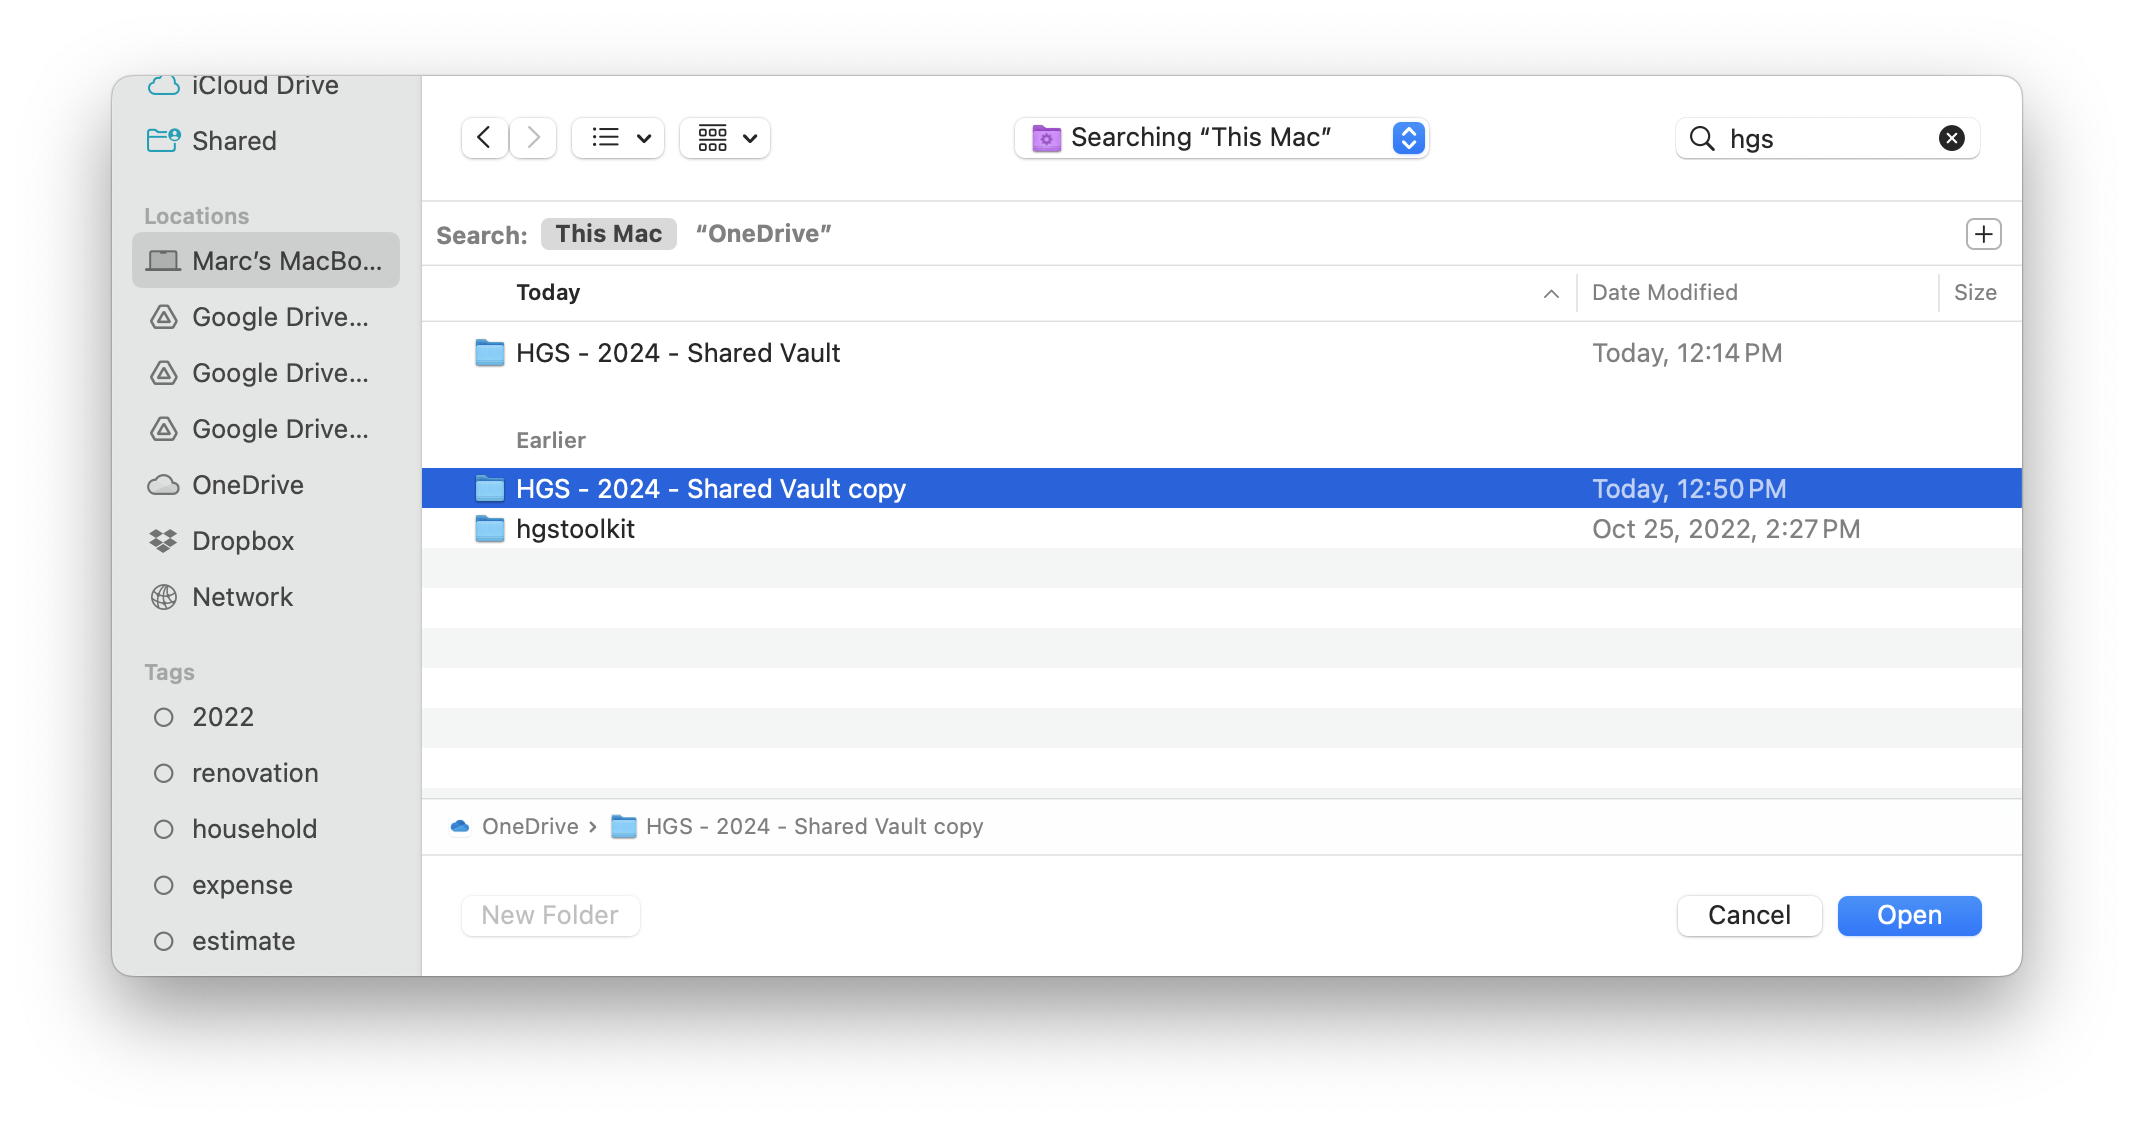 iCloud Drive
Shared
Locations
Marc’s MacBo...
Google Drive...
Google Drive...
Google Drive...
OneDrive
Dropbox
Network
Tags
2022
renovation
household
expense
estimate
Searching “This Mac”
hgs
Search: This Mac “OneDrive”
Today Date Modified Size
HGS - 2024 - Shared Vault Today, 12:14 PM
Earlier
HGS - 2024 - Shared Vault copy Today, 12:50 PM
hgstoolkit Oct 25, 2022, 2:27 PM
OneDrive › HGS - 2024 - Shared Vault copy
New Folder Cancel Open